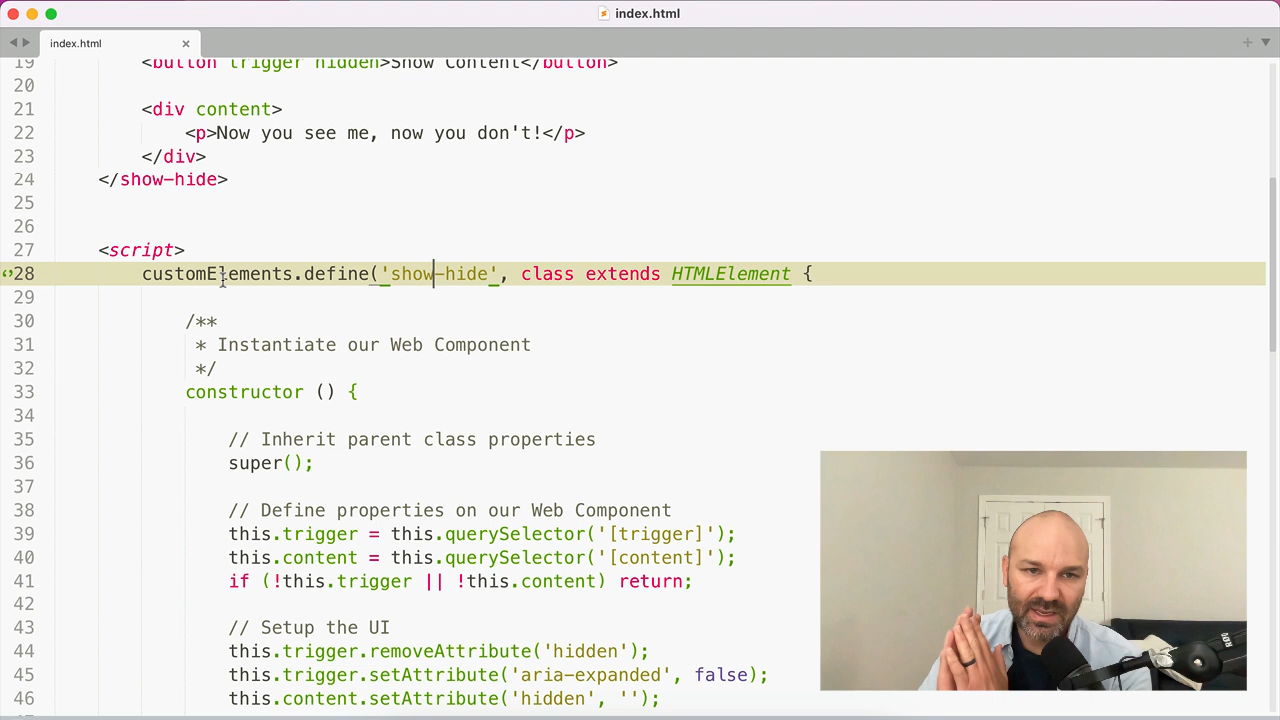 index.html
index.html
19 <button trigger hidden>Show Content</button>
20
21 <div content>
22 <p>Now you see me, now you don't!</p>
23 </div>
24 </show-hide>
25
26
27 <script>
28 customElements.define('show-hide', class extends HTMLElement {
29
30 /**
31 * Instantiate our Web Component
32 */
33 constructor () {
34
35 // Inherit parent class properties
36 super();
37
38 // Define properties on our Web Component
39 this.trigger = this.querySelector('[trigger]');
40 this.content = this.querySelector('[content]');
41 if (!this.trigger || !this.content) return;
42
43 // Setup the UI
44 this.trigger.removeAttribute('hidden');
45 this.trigger.setAttribute('aria-expanded', false);
46 this.content.setAttribute('hidden', '');